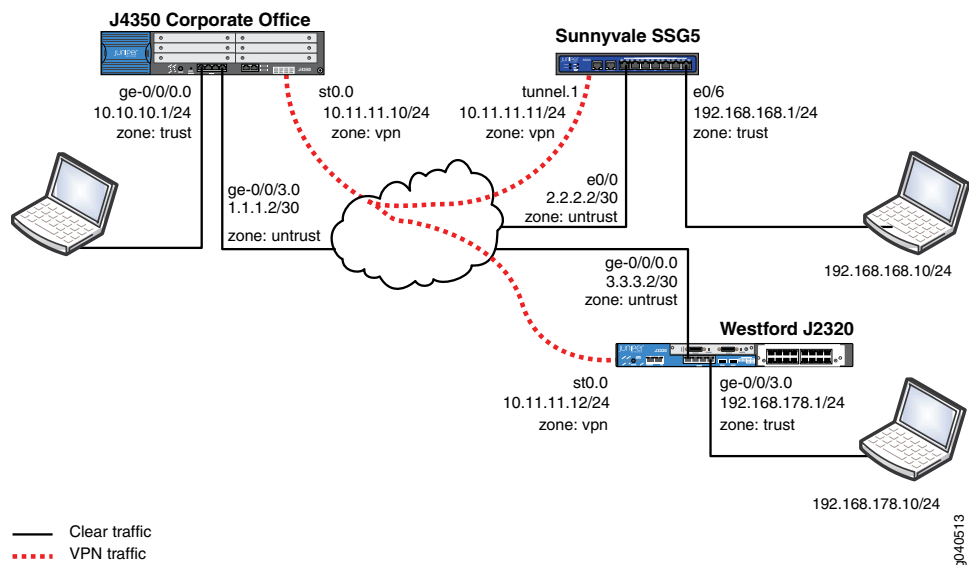 J4350 Corporate Office
Sunnyvale SSG5
ge-0/0/0.0
10.10.10.1/24
zone: trust
st0.0
10.11.11.10/24
zone: vpn
tunnel.1
10.11.11.11/24
zone: vpn
e0/6
192.168.168.1/24
zone: trust
ge-0/0/3.0
1.1.1.2/30
zone: untrust
e0/0
2.2.2.2/30
zone: untrust
192.168.168.10/24
ge-0/0/0.0
3.3.3.2/30
zone: untrust
Westford J2320
st0.0
10.11.11.12/24
zone: vpn
ge-0/0/3.0
192.168.178.1/24
zone: trust
192.168.178.10/24
Clear traffic
VPN traffic
g040513